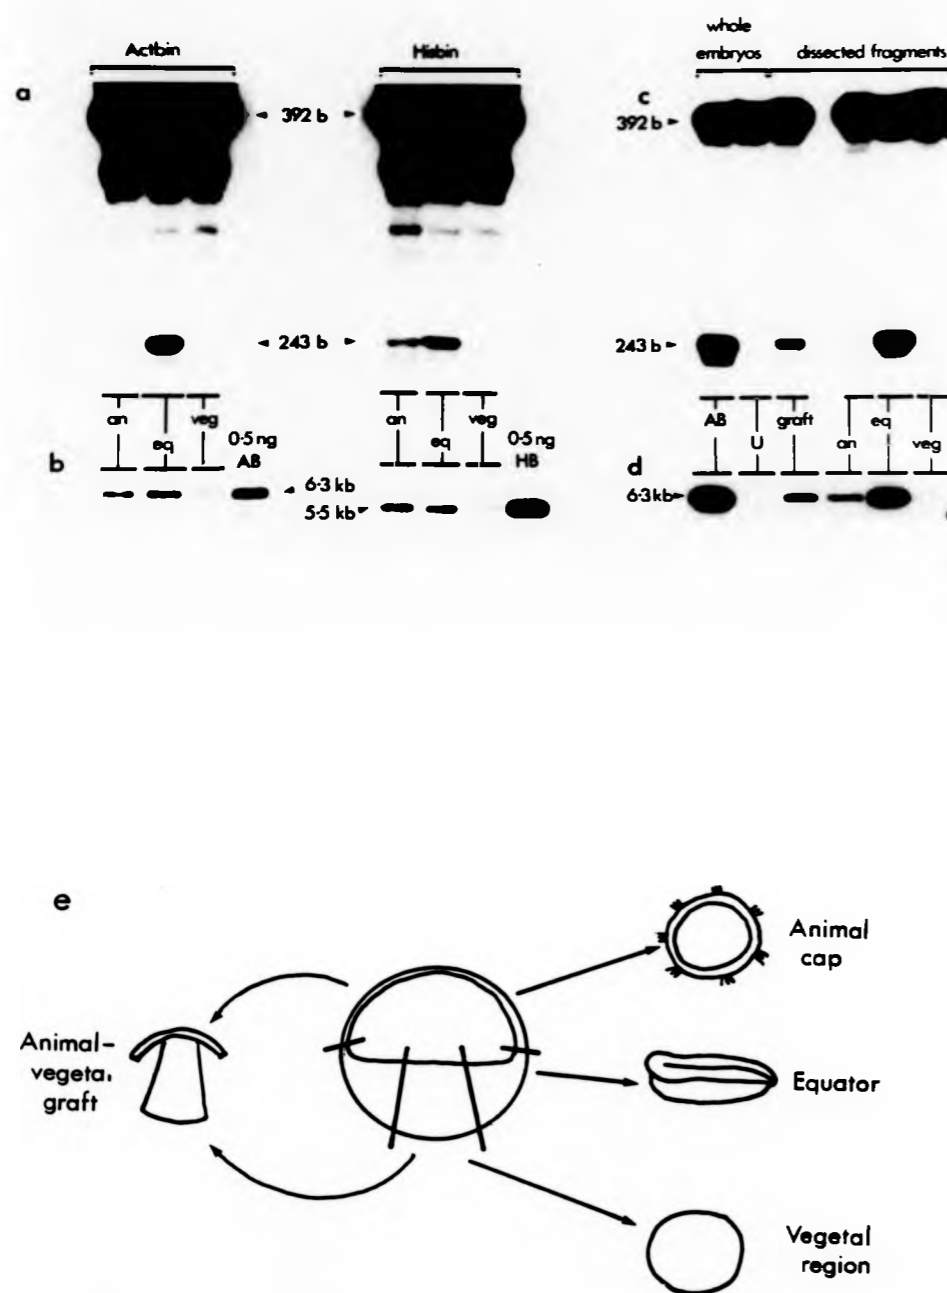 Actbin
Hisbin
whole
embryos
dissected fragments
a
392 b
c
392 b
243 b
243 b
an
eq
veg
an
eq
veg
AB
U
graft
an
eq
veg
b
0·5 ng
AB
0·5 ng
HB
d
6·3 kb
5·5 kb
6·3 kb
e
Animal
cap
Animal–
graft
Equator
Vegetal
region